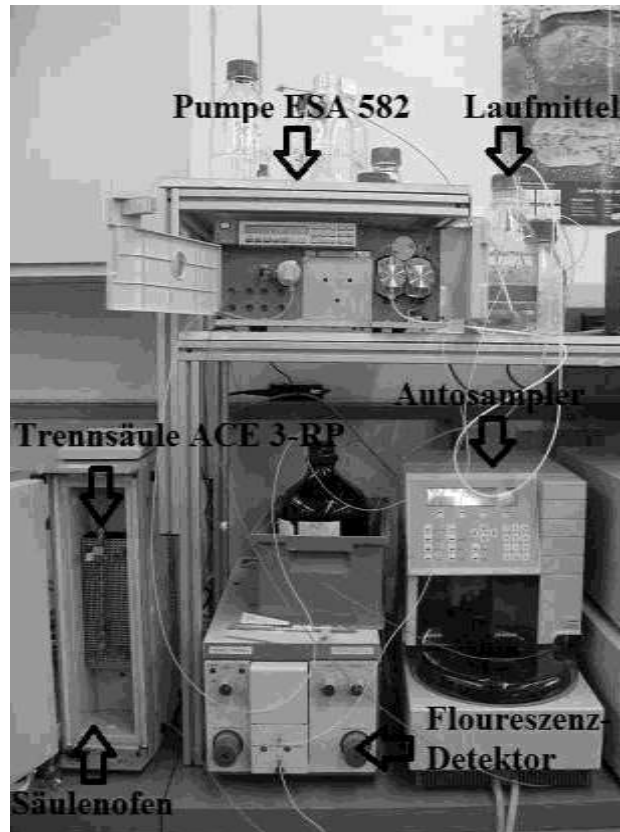 Pumpe ESA 582
Laufmittel
Autosampler
Trennsäule ACE 3-RP
Floureszenz-
Detektor
Säulenofen